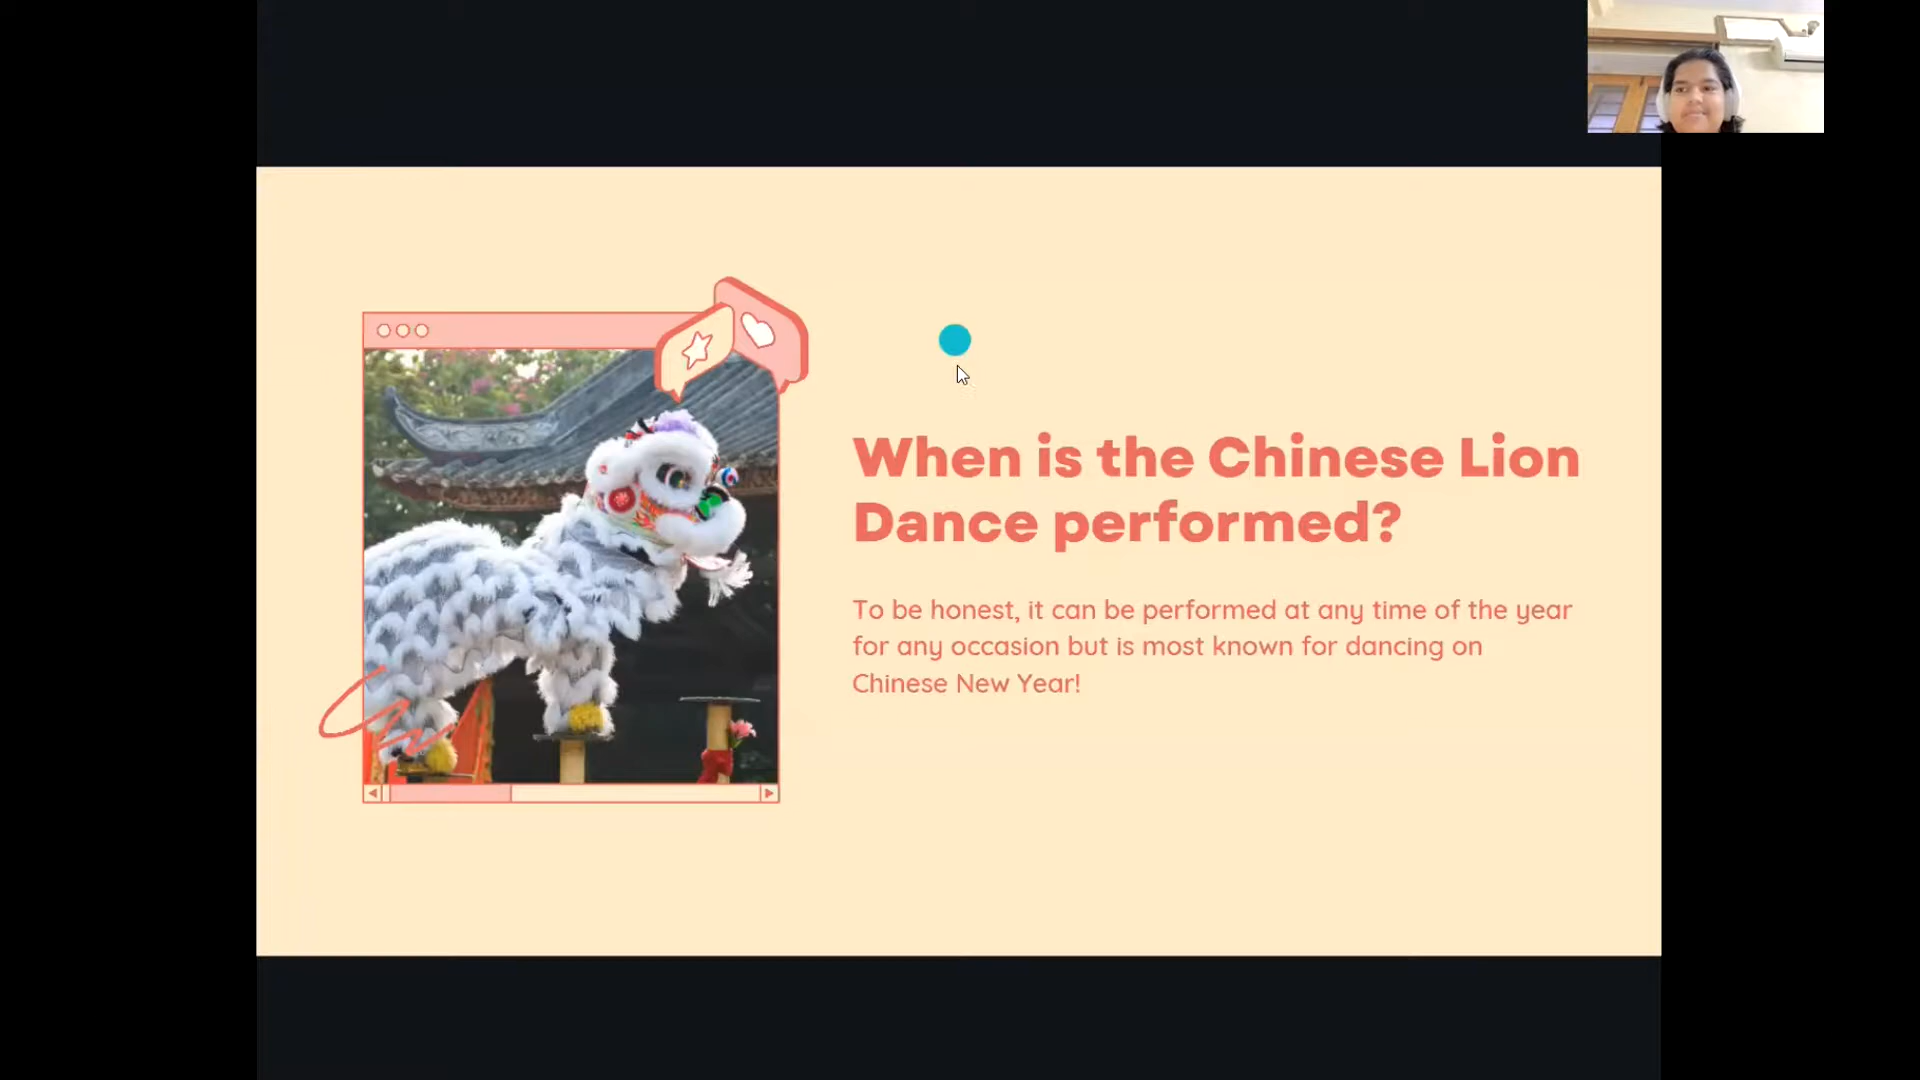 When is the Chinese Lion
Dance performed?
To be honest, it can be performed at any time of the year
for any occasion but is most known for dancing on
Chinese New Year!